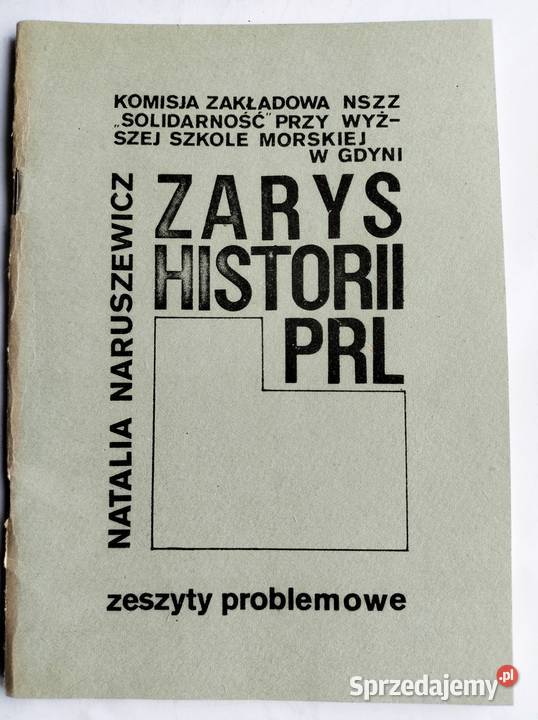 KOMISJA ZAKŁADOWA NSZZ
„SOLIDARNOŚĆ" PRZY WYŻ-
SZEJ SZKOLE MORSKIEJ
W GDYNI
NATALIA NARUSZEWICZ
ZARYS
HISTORII
PRL
zeszyty problemowe
Sprzedajemy.pl